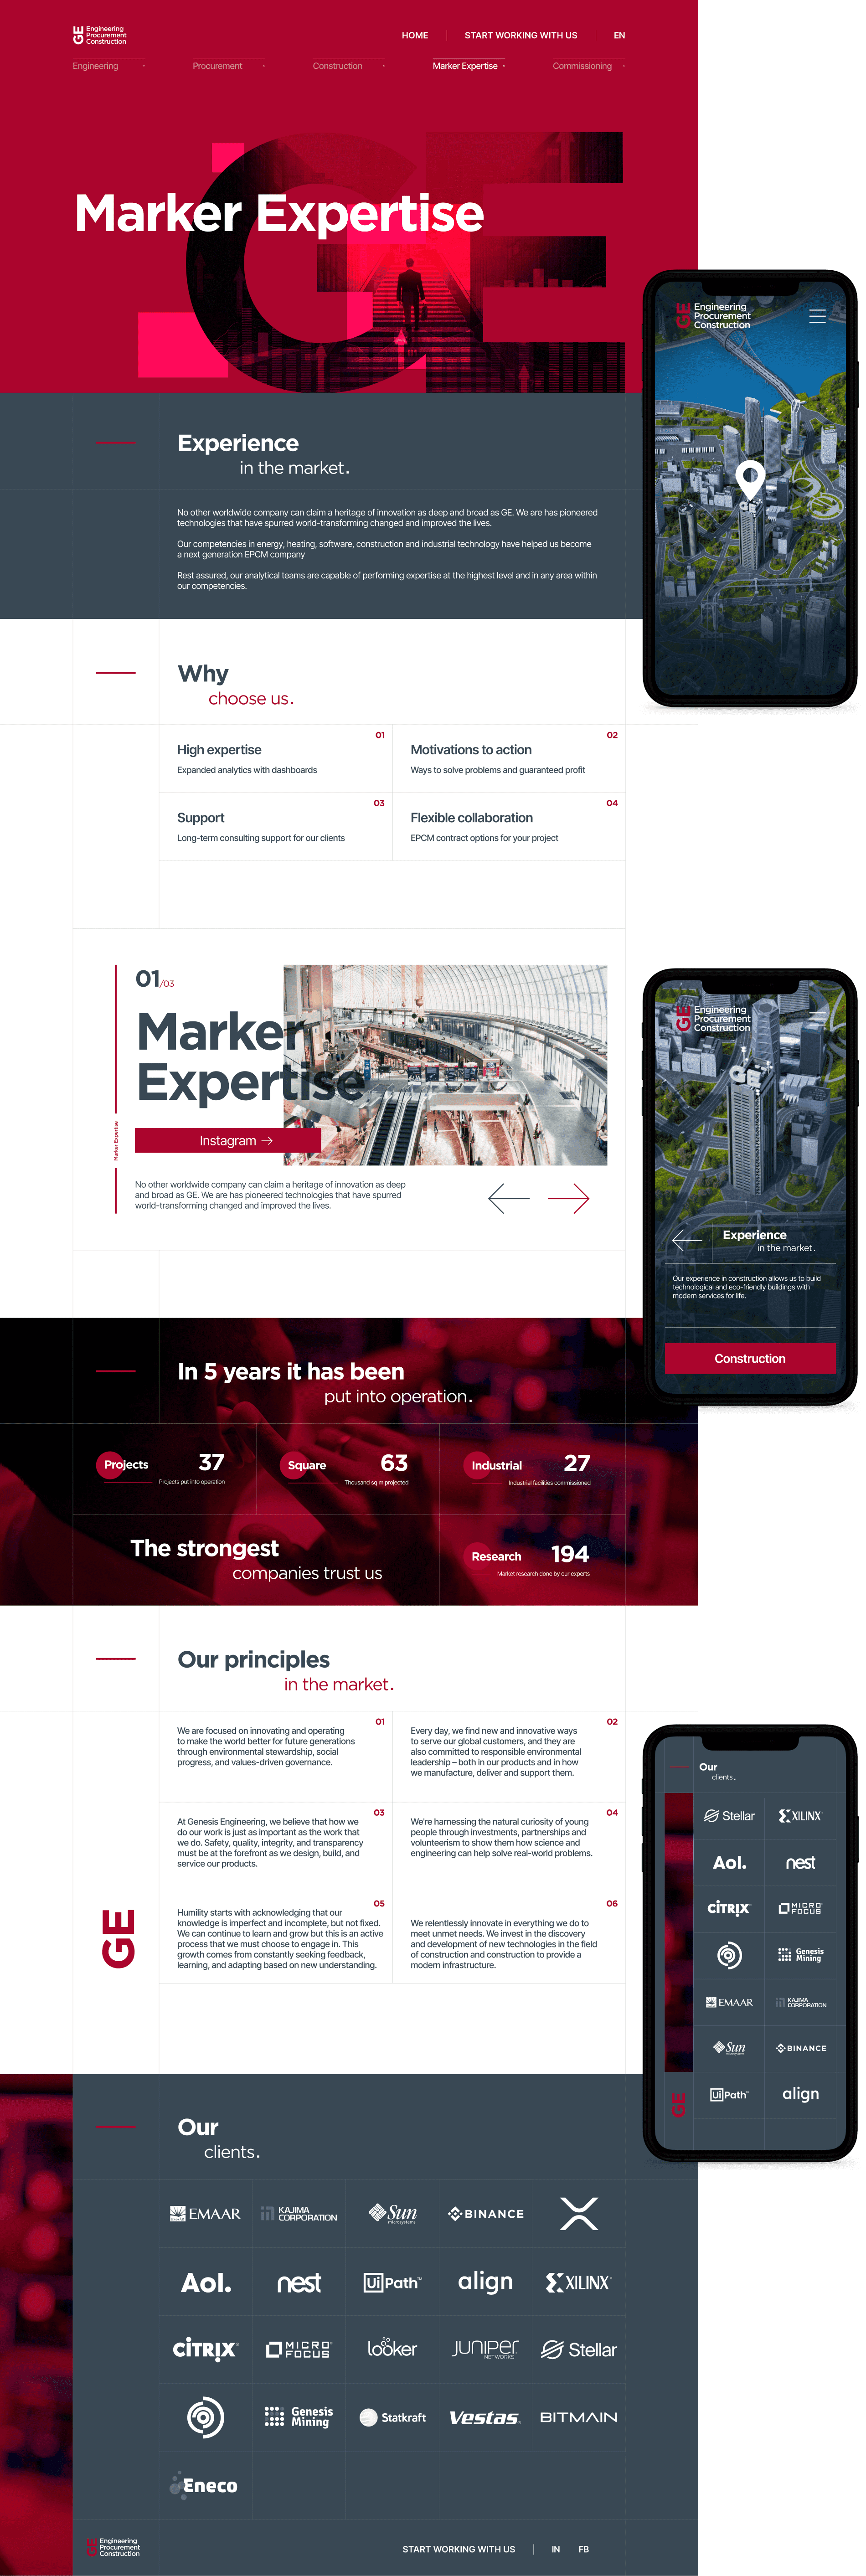 GE Engineering
Procurement
Construction
HOME
START WORKING WITH US
EN
Engineering
Procurement
Construction
Marker Expertise
Commissioning
Marker Expertise
Experience
in the market.
No other worldwide company can claim a heritage of innovation as deep and broad as GE. We are has pioneered
technologies that have spurred world-transforming changed and improved the lives.
Our competencies in energy, heating, software, construction and industrial technology have helped us become
a next generation EPCM company
Rest assured, our analytical teams are capable of performing expertise at the highest level and in any area within
our competencies.
GE Engineering
Procurement
Construction
GE
Why
choose us.
01
High expertise
Expanded analytics with dashboards
02
Motivations to action
Ways to solve problems and guaranteed profit
03
Support
Long-term consulting support for our clients
04
Flexible collaboration
EPCM contract options for your project
01/03
Marker
Expertise
Instagram →
Marker Expertise
No other worldwide company can claim a heritage of innovation as deep
and broad as GE. We are has pioneered technologies that have spurred
world-transforming changed and improved the lives.
GE Engineering
Procurement
Construction
GE
Experience
in the market.
Our experience in construction allows us to build
technological and eco-friendly buildings with
modern services for life.
Construction
In 5 years it has been
put into operation.
Projects
37
Projects put into operation
Square
63
Thousand sq m projected
Industrial
27
Industrial facilities commissioned
The strongest
companies trust us
Research
194
Market research done by our experts
Our principles
in the market.
01
We are focused on innovating and operating
to make the world better for future generations
through environmental stewardship, social
progress, and values-driven governance.
02
Every day, we find new and innovative ways
to serve our global customers, and they are
also committed to responsible environmental
leadership – both in our products and in how
we manufacture, deliver and support them.
03
At Genesis Engineering, we believe that how we
do our work is just as important as the work that
we do. Safety, quality, integrity, and transparency
must be at the forefront as we design, build, and
service our products.
04
We're harnessing the natural curiosity of young
people through investments, partnerships and
volunteerism to show them how science and
engineering can help solve real-world problems.
05
Humility starts with acknowledging that our
knowledge is imperfect and incomplete, but not fixed.
We can continue to learn and grow but this is an active
process that we must choose to engage in. This
growth comes from constantly seeking feedback,
learning, and adapting based on new understanding.
06
We relentlessly innovate in everything we do to
meet unmet needs. We invest in the discovery
and development of new technologies in the field
of construction and construction to provide a
modern infrastructure.
GE
Our
clients.
Stellar
XILINX
Aol.
nest
CITRIX
MICRO
FOCUS
Genesis
Mining
EMAAR
KAJIMA
CORPORATION
Sun
microsystems
BINANCE
UiPath™
align
GE
Our
clients.
EMAAR
KAJIMA
CORPORATION
Sun
microsystems
BINANCE
Aol.
nest
UiPath™
align
XILINX
CITRIX®
MICRO
FOCUS
looker
JUNIPER
NETWORKS
Stellar
Genesis
Mining
Statkraft
Vestas.
BITMAIN
Eneco
GE Engineering
Procurement
Construction
START WORKING WITH US
IN
FB